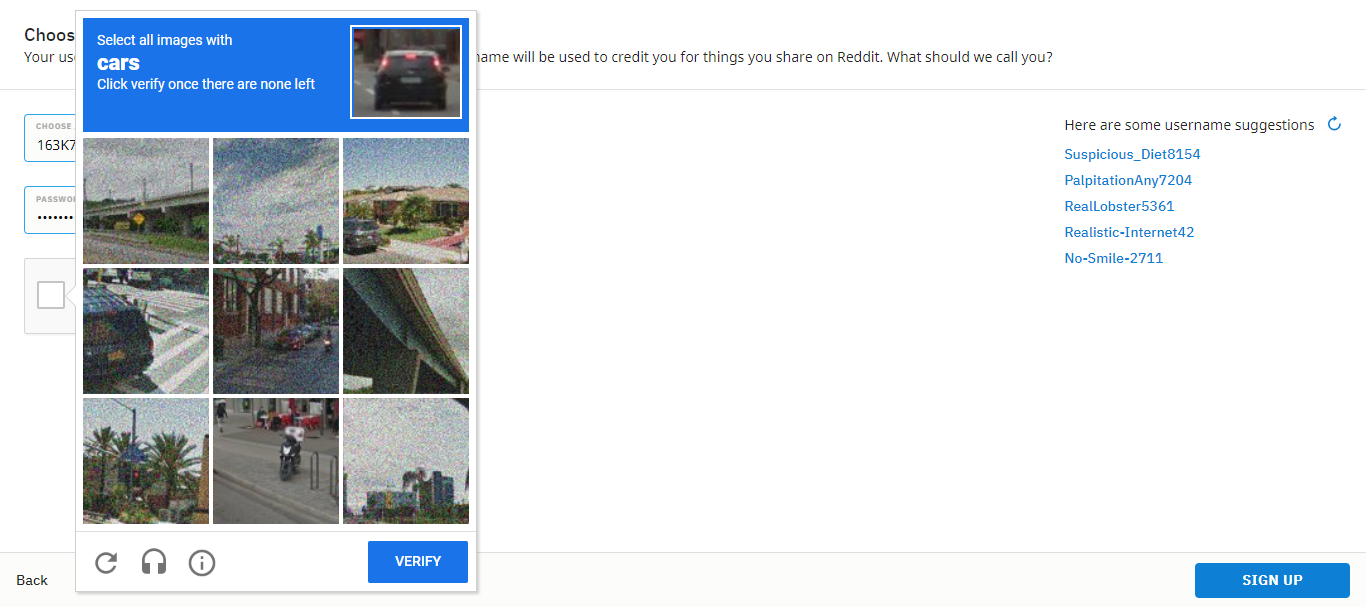 Choos
Your us
name will be used to credit you for things you share on Reddit. What should we call you?
Select all images with
cars
Click verify once there are none left
CHOOSE
163K7
PASSWO
Here are some username suggestions
Suspicious_Diet8154
PalpitationAny7204
RealLobster5361
Realistic-Internet42
No-Smile-2711
VERIFY
Back
SIGN UP